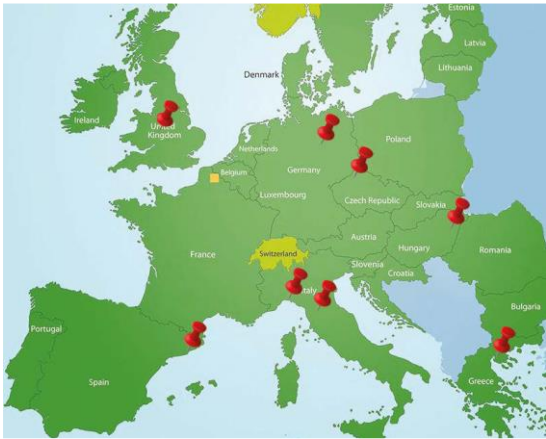 Estonia
Latvia
Lithuania
Denmark
Ireland
United
Kingdom
Netherlands
Poland
Belgium
Germany
Luxembourg
Czech Republic
Slovakia
France
Switzerland
Austria
Hungary
Slovenia
Croatia
Romania
Italy
Bulgaria
Portugal
Spain
Greece